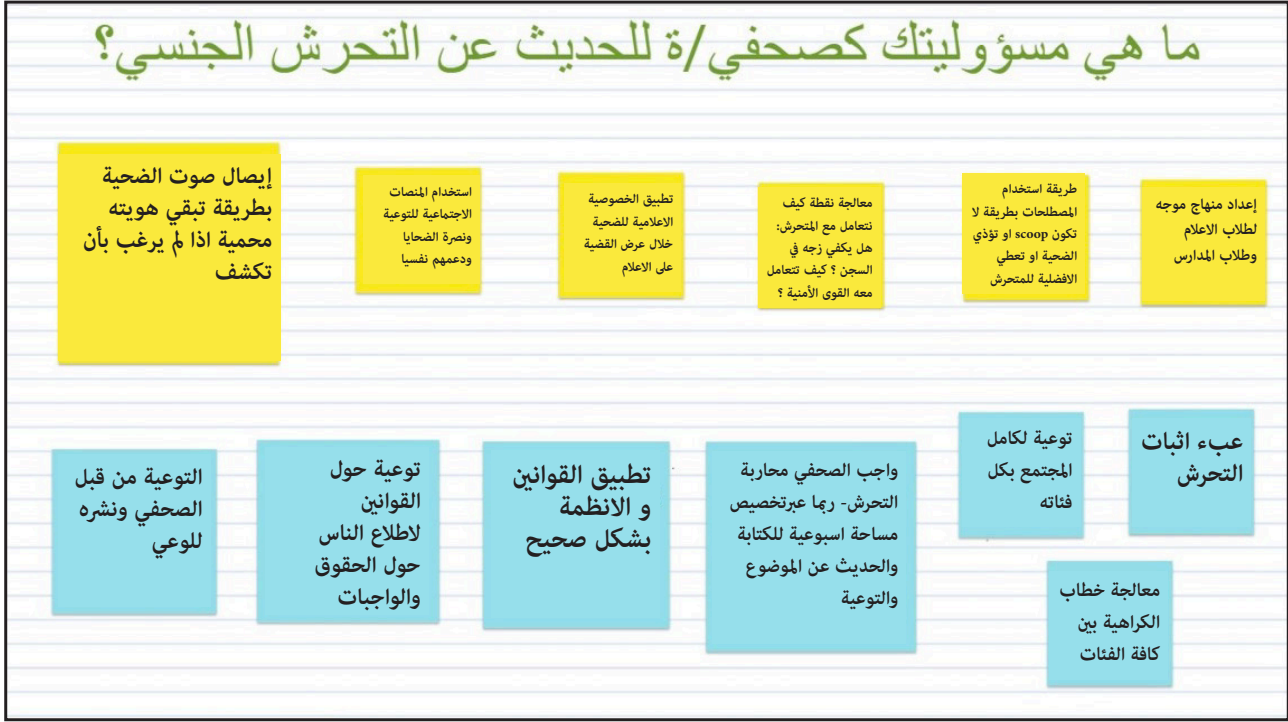 ما هي مسؤوليتك كصحفي/ة للحديث عن التحرش الجنسي؟
إعداد منهاج موجه
لطلاب الاعلام
وطلاب المدارس
طريقة استخدام
المصطلحات بطريقة لا
تكون scoop او تؤذي
الضحية او تعطي
الافضلية للمتحرش
معالجة نقطة كيف
نتعامل مع المتحرش:
هل يكفي زجه في
السجن ؟ كيف تتعامل
معه القوى الأمنية ؟
تطبيق الخصوصية
الاعلامية للضحية
خلال عرض القضية
على الاعلام
استخدام المنصات
الاجتماعية للتوعية
ونصرة الضحايا
ودعمهم نفسيا
إيصال صوت الضحية
بطريقة تبقي هويته
محمية اذا لم يرغب بأن
تكشف
عبء اثبات
التحرش
توعية لكامل
المجتمع بكل
فئاته
معالجة خطاب
الكراهية بين
كافة الفئات
واجب الصحفي محاربة
التحرش- ربما عبرتخصيص
مساحة اسبوعية للكتابة
والحديث عن الموضوع
والتوعية
تطبيق القوانين
و الانظمة
بشكل صحيح
توعية حول
القوانين
لاطلاع الناس
حول الحقوق
والواجبات
التوعية من قبل
الصحفي ونشره
للوعي